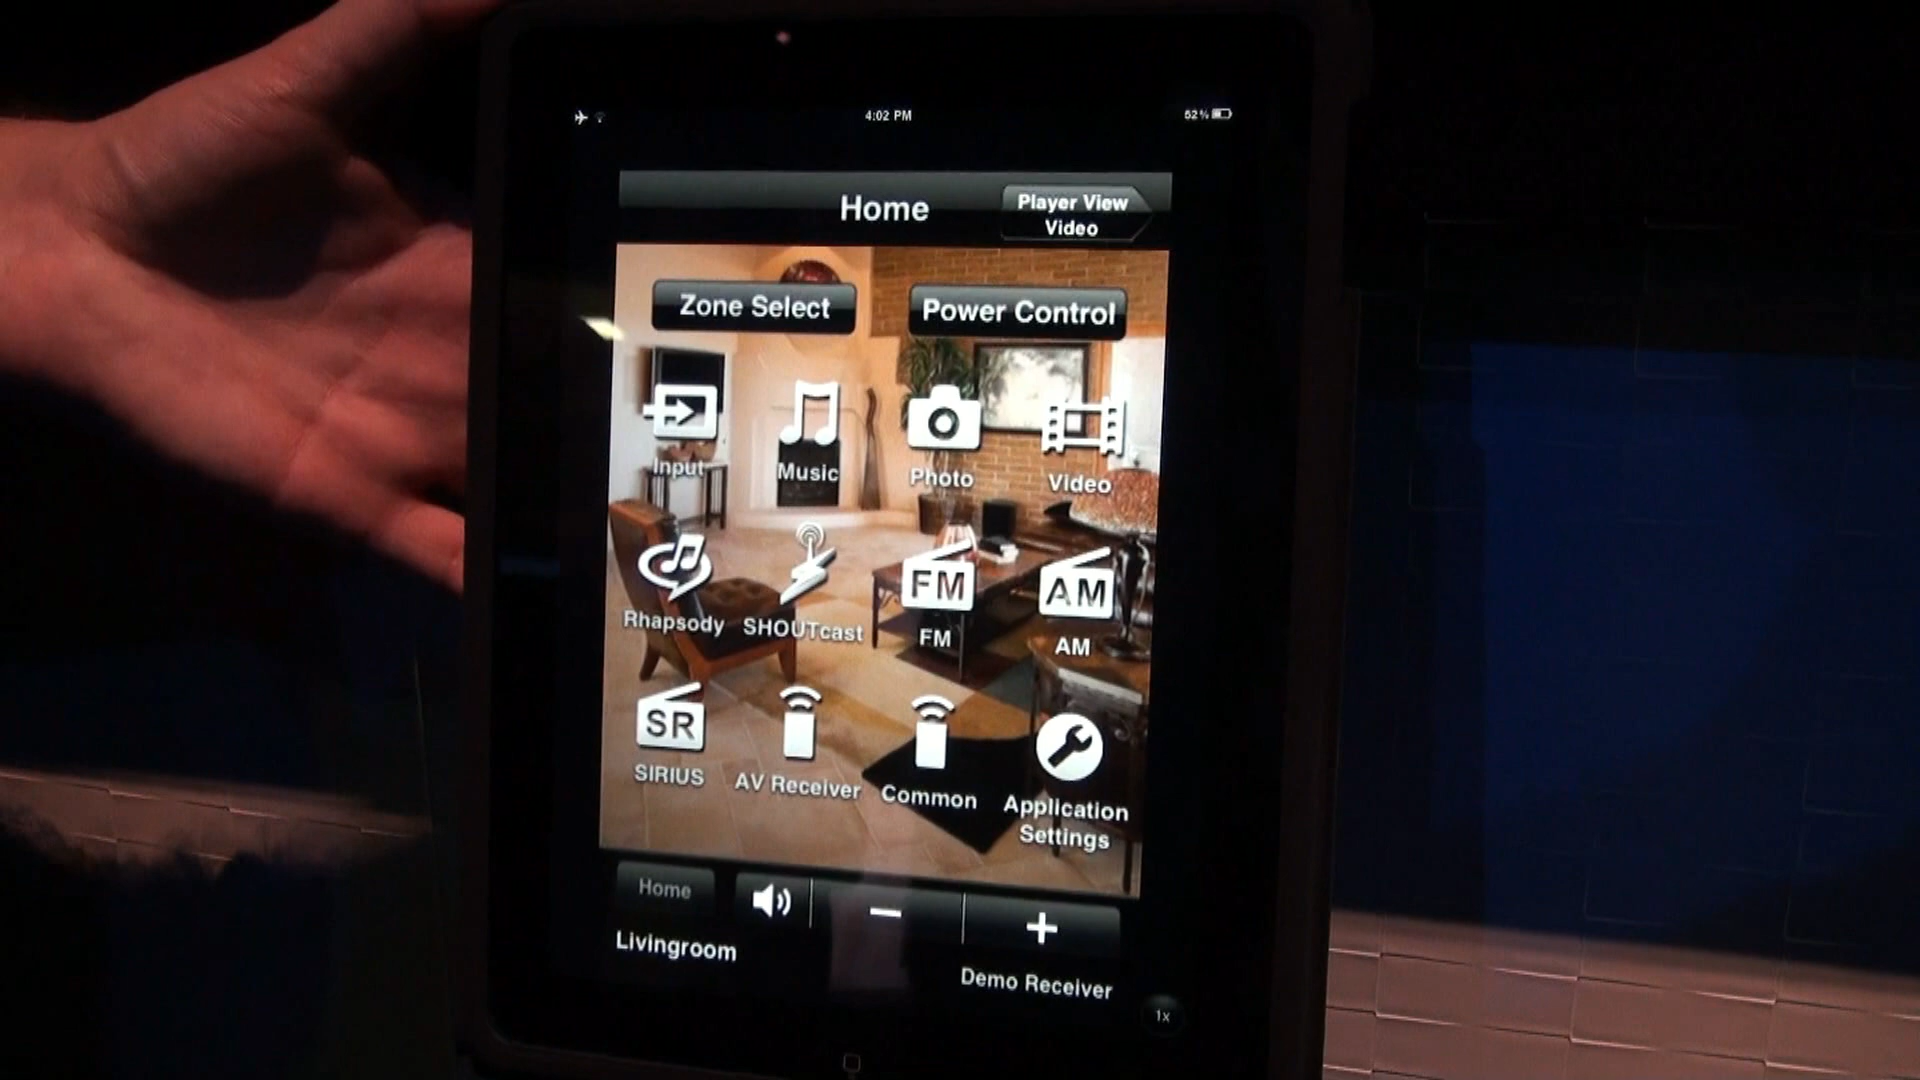 4:02 PM
52%
Home
Player View
Video
Zone Select
Power Control
Input
Music
Photo
Video
Rhapsody
SHOUTcast
FM
FM
AM
AM
SR
SIRIUS
AV Receiver
Common
Application
Settings
Home
Livingroom
Demo Receiver
1x